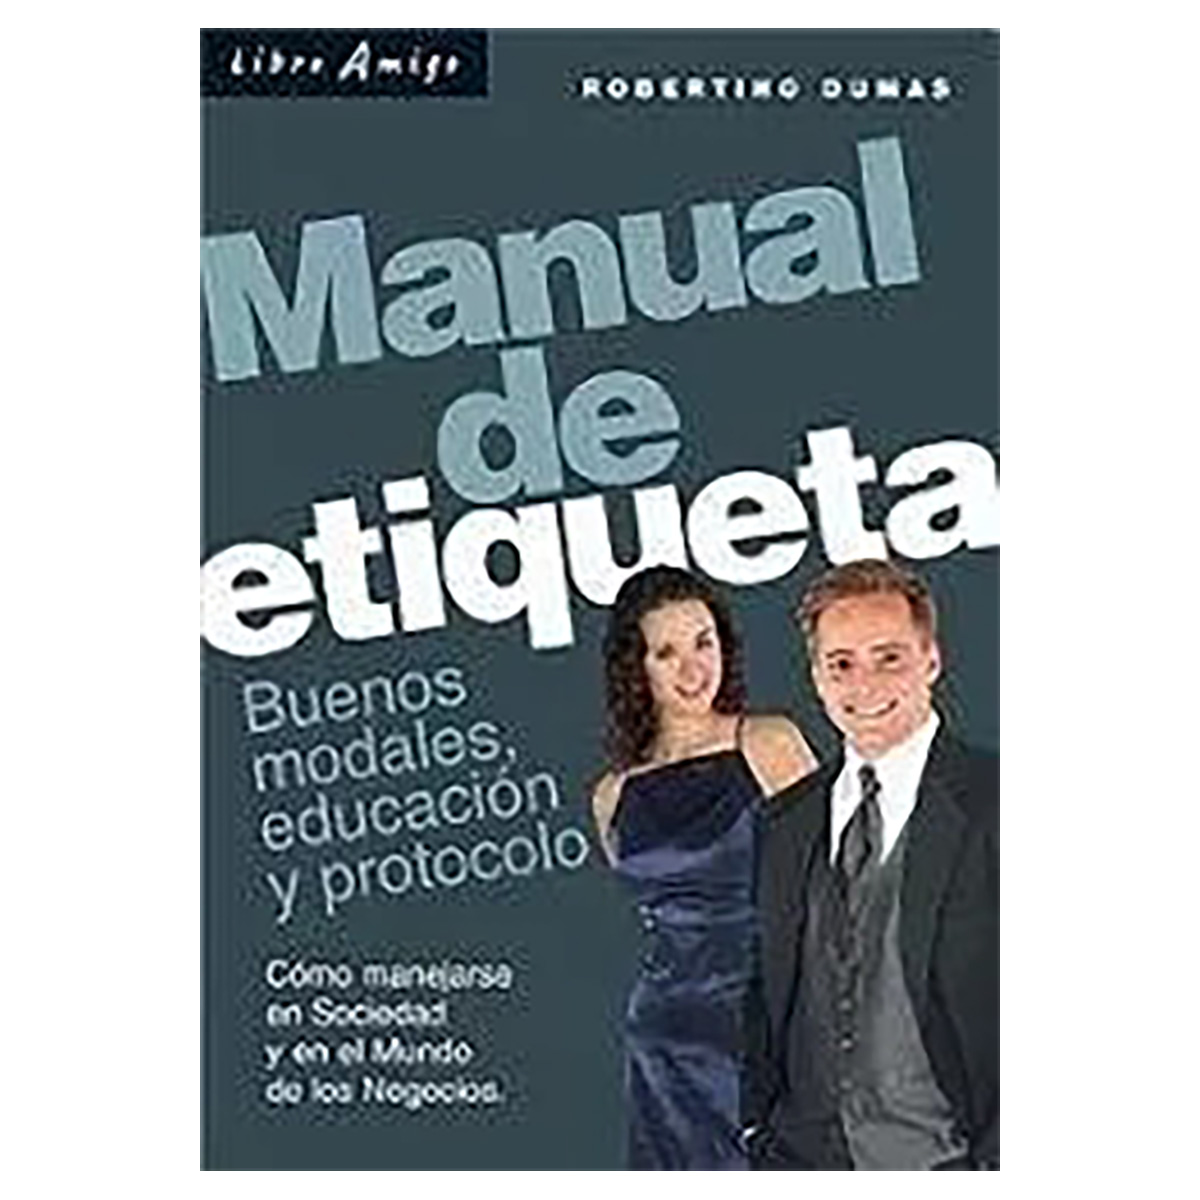 Libro Amigo
ROBERTINO DUMAS
Manual
de
etiqueta
Buenos
modales,
educación
y protocolo
Cómo manejarse
en Sociedad
y en el Mundo
de los Negocios.